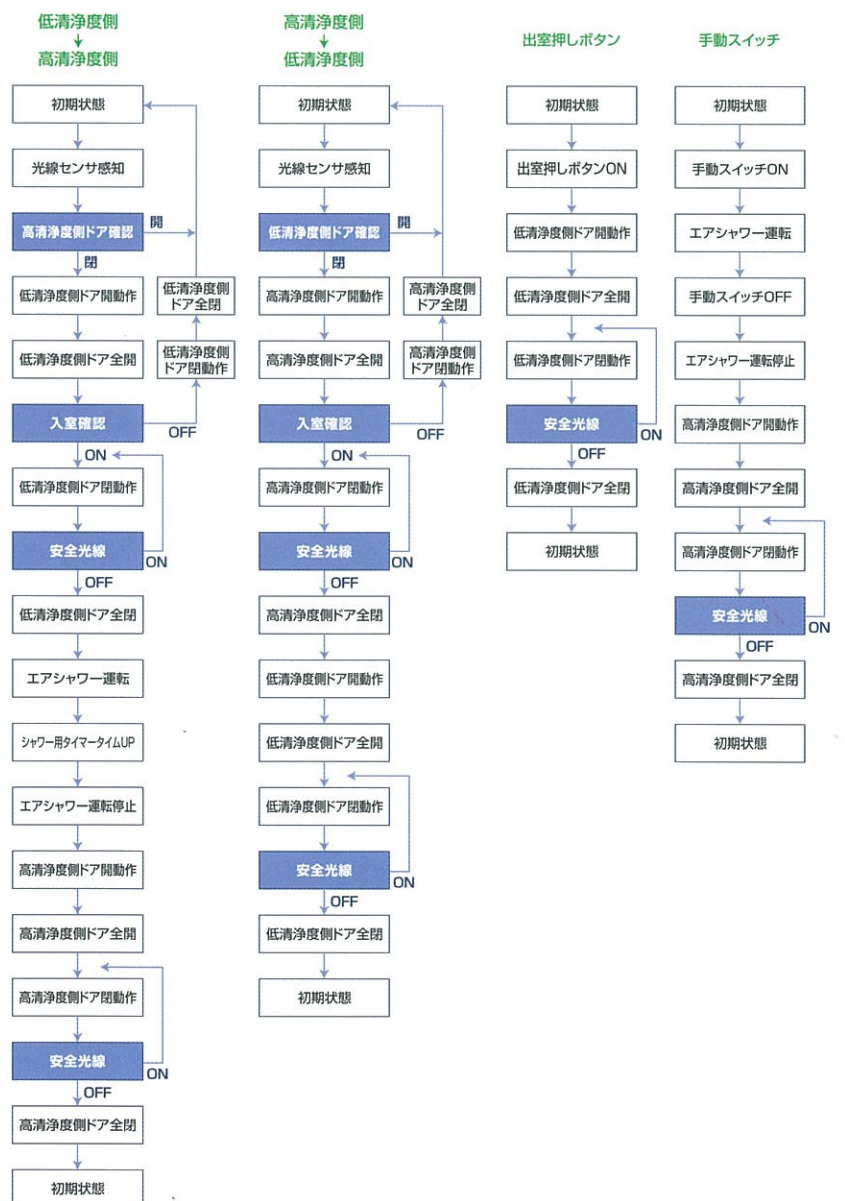 低清浄度側
↓
高清浄度側
初期状態
光線センサ感知
高清浄度側ドア確認
開
閉
低清浄度側ドア開動作
低清浄度側
ドア全閉
低清浄度側ドア全開
低清浄度側
ドア閉動作
入室確認
OFF
ON
低清浄度側ドア閉動作
安全光線
ON
OFF
低清浄度側ドア全閉
エアシャワー運転
シャワー用タイマータイムUP
エアシャワー運転停止
高清浄度側ドア開動作
高清浄度側ドア全開
高清浄度側ドア閉動作
安全光線
ON
OFF
高清浄度側ドア全閉
初期状態
高清浄度側
↓
低清浄度側
初期状態
光線センサ感知
低清浄度側ドア確認
開
閉
高清浄度側ドア開動作
高清浄度側
ドア全閉
高清浄度側ドア全開
高清浄度側
ドア閉動作
入室確認
OFF
ON
高清浄度側ドア閉動作
安全光線
ON
OFF
高清浄度側ドア全閉
低清浄度側ドア開動作
低清浄度側ドア全開
低清浄度側ドア閉動作
安全光線
ON
OFF
低清浄度側ドア全閉
初期状態
出室押しボタン
初期状態
出室押しボタンON
低清浄度側ドア開動作
低清浄度側ドア全開
低清浄度側ドア閉動作
安全光線
ON
OFF
低清浄度側ドア全閉
初期状態
手動スイッチ
初期状態
手動スイッチON
エアシャワー運転
手動スイッチOFF
エアシャワー運転停止
高清浄度側ドア開動作
高清浄度側ドア全開
高清浄度側ドア閉動作
安全光線
ON
OFF
高清浄度側ドア全閉
初期状態